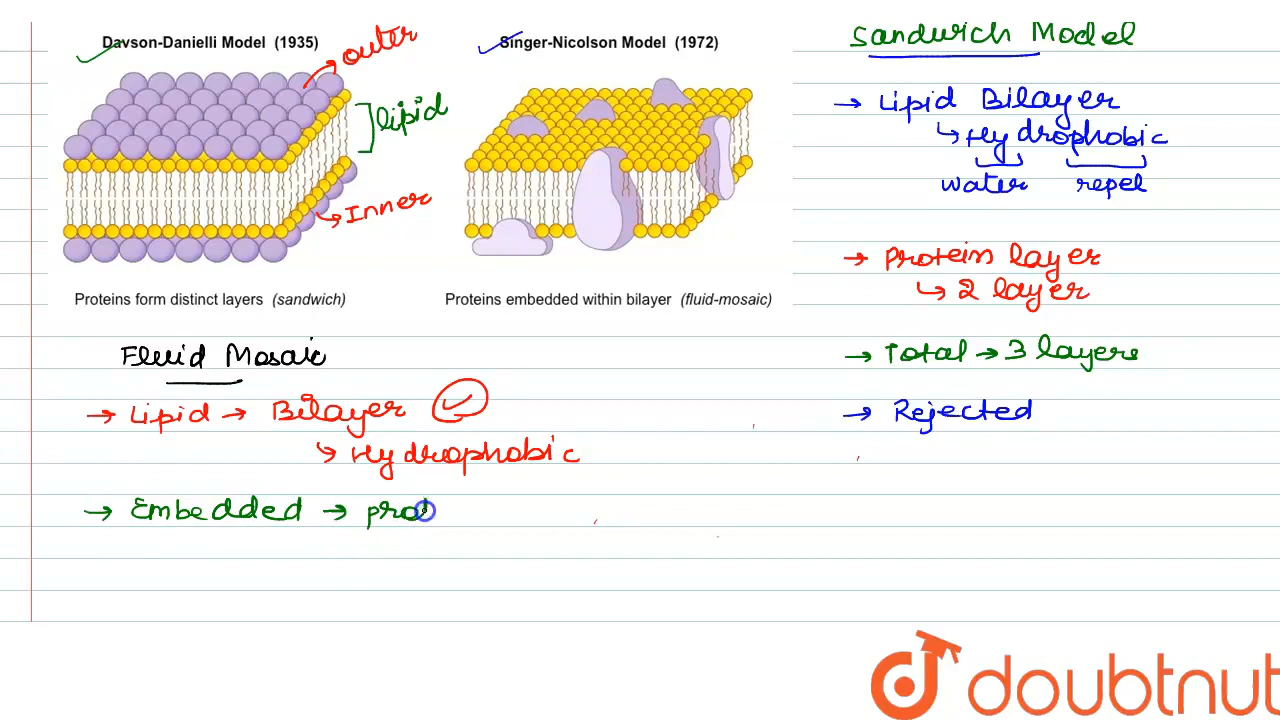 Davson-Danielli Model (1935)
outer
lipid
Inner
Proteins form distinct layers (sandwich)
Singer-Nicolson Model (1972)
Proteins embedded within bilayer (fluid-mosaic)
Sandwich Model
→ Lipid Bilayer
↳ Hydrophobic
water repel
→ Protein layer
↳ 2 layer
→ Total → 3 layers
→ Rejected
Fluid Mosaic
→ Lipid → Bilayer
↳ Hydrophobic
→ Embedded → prot
doubtnut